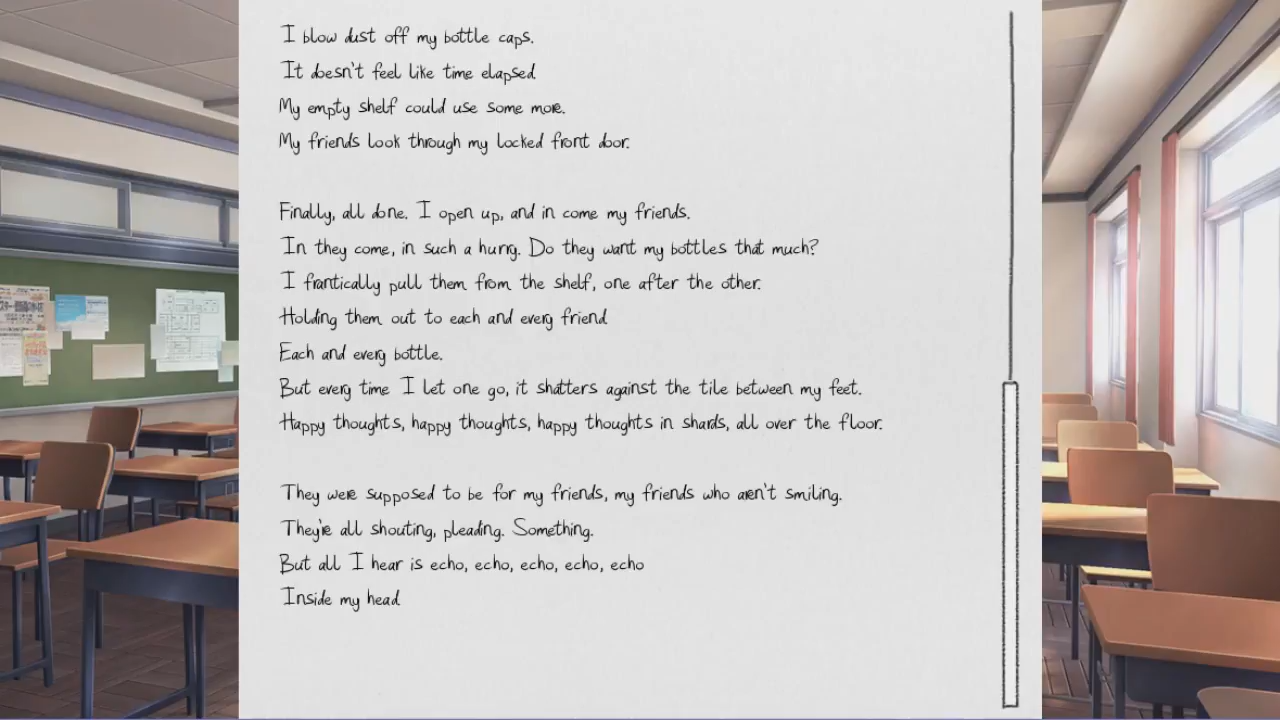 I blow dust off my bottle caps.
It doesn't feel like time elapsed
My empty shelf could use some more.
My friends look through my locked front door.
Finally, all done. I open up, and in come my friends.
In they come, in such a hurry. Do they want my bottles that much?
I frantically pull them from the shelf, one after the other.
Holding them out to each and every friend
Each and every bottle.
But every time I let one go, it shatters against the tile between my feet.
Happy thoughts, happy thoughts, happy thoughts in shards, all over the floor.
They were supposed to be for my friends, my friends who aren't smiling.
They're all shouting, pleading. Something.
But all I hear is echo, echo, echo, echo, echo
Inside my head